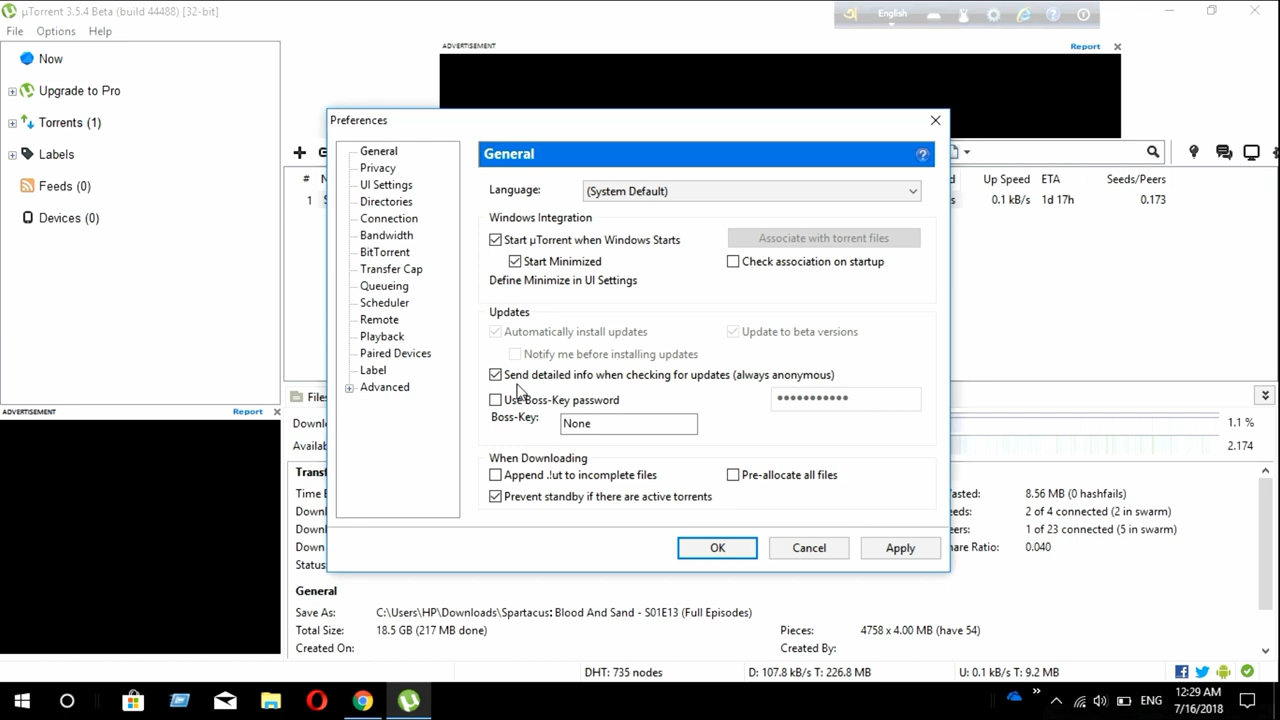 µTorrent 3.5.4 Beta (build 44488) [32-bit]
English
File Options Help
ADVERTISEMENT Report
Now
Upgrade to Pro
Torrents (1)
Labels
Feeds (0)
Devices (0)
# Up Speed ETA Seeds/Peers
1 0.1 kB/s 1d 17h 0.173
Preferences
General
Privacy
UI Settings
Directories
Connection
Bandwidth
BitTorrent
Transfer Cap
Queueing
Scheduler
Remote
Playback
Paired Devices
Label
Advanced
General
Language: (System Default)
Windows Integration
Start µTorrent when Windows Starts Associate with torrent files
Start Minimized Check association on startup
Define Minimize in UI Settings
Updates
Automatically install updates Update to beta versions
Notify me before installing updates
Send detailed info when checking for updates (always anonymous)
Use Boss-Key password •••••••••••
Boss-Key: None
When Downloading
Append .!ut to incomplete files Pre-allocate all files
Prevent standby if there are active torrents
OK Cancel Apply
ADVERTISEMENT Report
1.1 %
2.174
8.56 MB (0 hashfails)
2 of 4 connected (2 in swarm)
1 of 23 connected (5 in swarm)
Down 0.040
Status
General
Save As: C:\Users\HP\Downloads\Spartacus: Blood And Sand - S01E13 (Full Episodes)
Total Size: 18.5 GB (217 MB done) Pieces: 4758 x 4.00 MB (have 54)
Created On: Created By:
DHT: 735 nodes D: 107.8 kB/s T: 226.8 MB U: 0.1 kB/s T: 9.2 MB
ENG 12:29 AM
7/16/2018